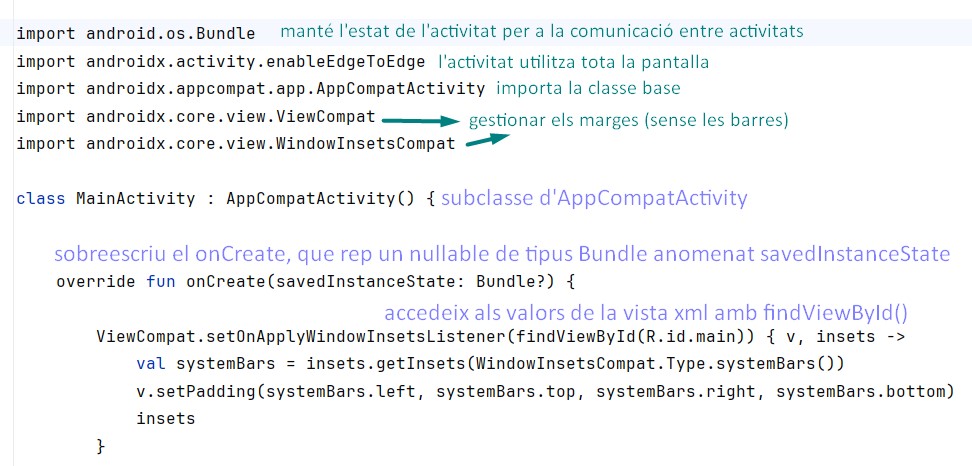 import android.os.Bundle manté l'estat de l'activitat per a la comunicació entre activitats
import androidx.activity.enableEdgeToEdge l'activitat utilitza tota la pantalla
import androidx.appcompat.app.AppCompatActivity importa la classe base
import androidx.core.view.ViewCompat gestionar els marges (sense les barres)
import androidx.core.view.WindowInsetsCompat
class MainActivity : AppCompatActivity() { subclasse d'AppCompatActivity
sobreescriu el onCreate, que rep un nullable de tipus Bundle anomenat savedInstanceState
override fun onCreate(savedInstanceState: Bundle?) {
accedeix als valors de la vista xml amb findViewById()
ViewCompat.setOnApplyWindowInsetsListener(findViewById(R.id.main)) { v, insets ->
val systemBars = insets.getInsets(WindowInsetsCompat.Type.systemBars())
v.setPadding(systemBars.left, systemBars.top, systemBars.right, systemBars.bottom)
insets
}